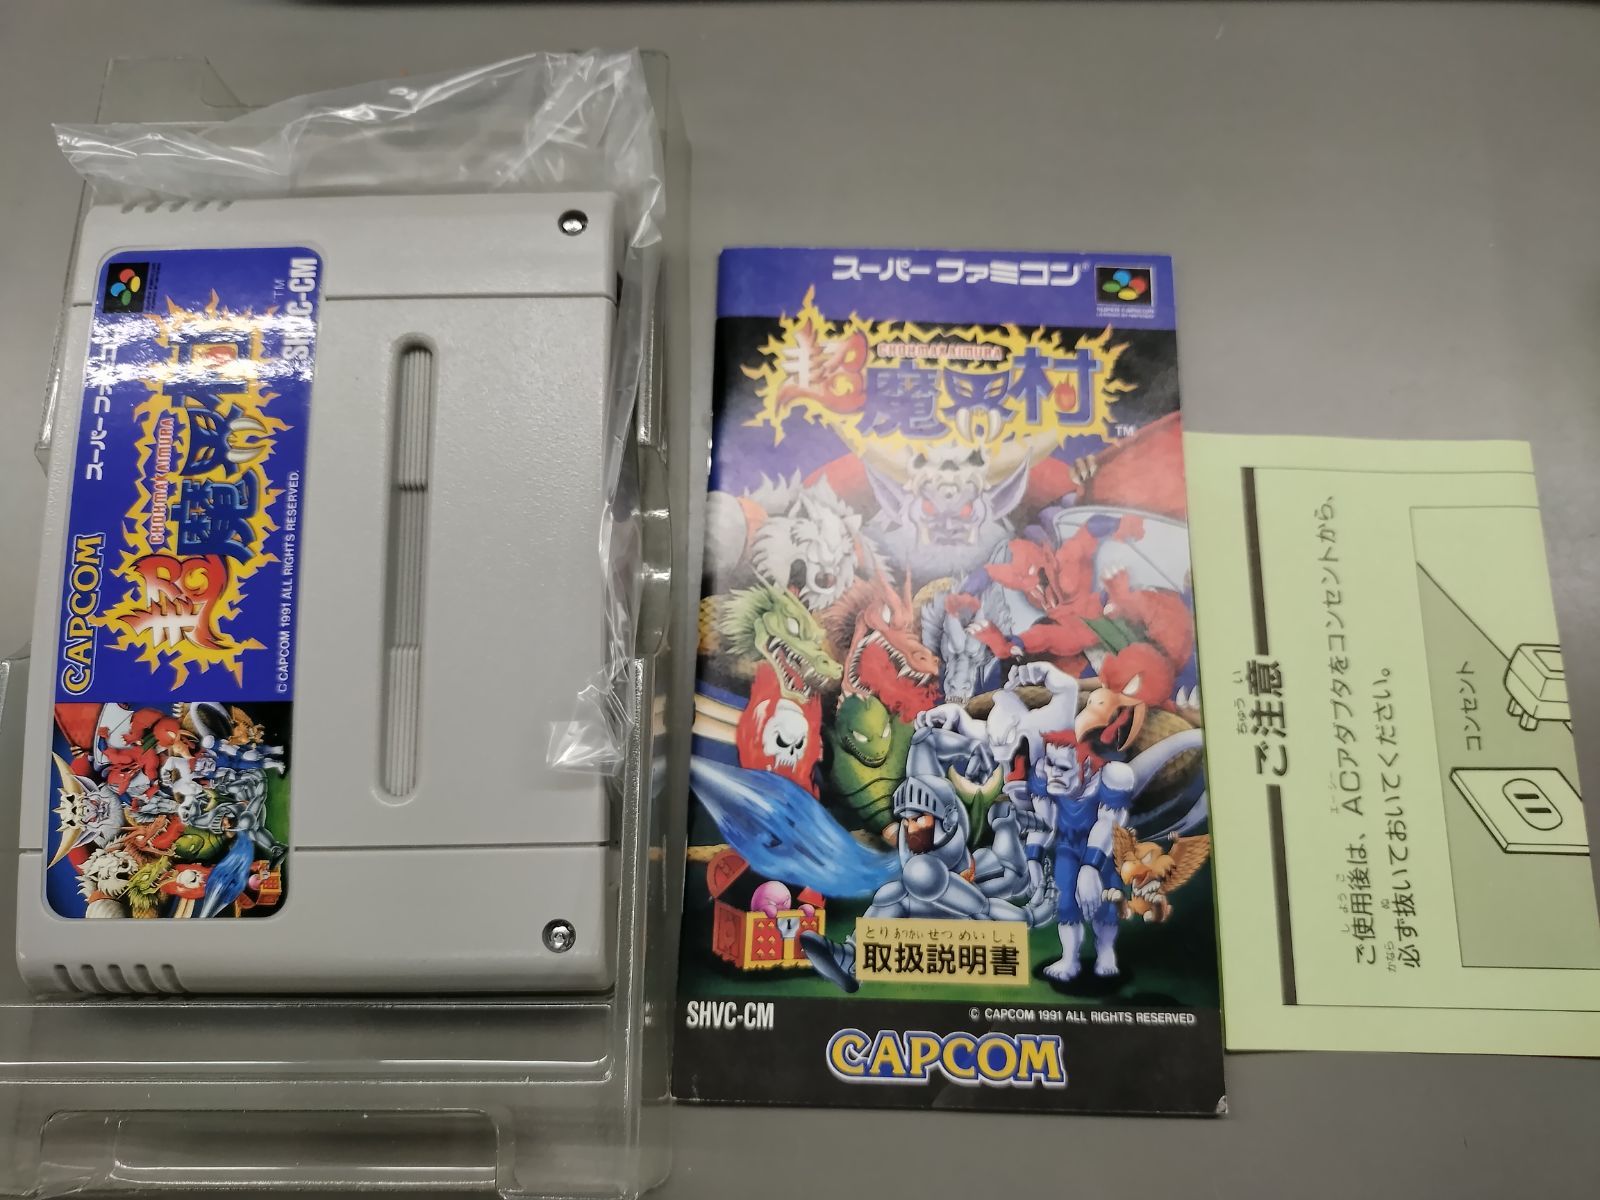 スーパーファミコン
CAPCOM
CHOHMAKAIMURA
超魔界村
TM
SHVC-CM
© CAPCOM 1991 ALL RIGHTS RESERVED.
スーパーファミコン
SUPER FAMICOM
CHOHMAKAIMURA
超魔界村
TM
とりあつかいせつめいしょ
取扱説明書
SHVC-CM
© CAPCOM 1991 ALL RIGHTS RESERVED
CAPCOM
ちゅうい
ご注意
しようご エーシー
ご使用後は、ACアダプタをコンセントから、
かなら ぬ
必ず抜いておいてください。
コンセント